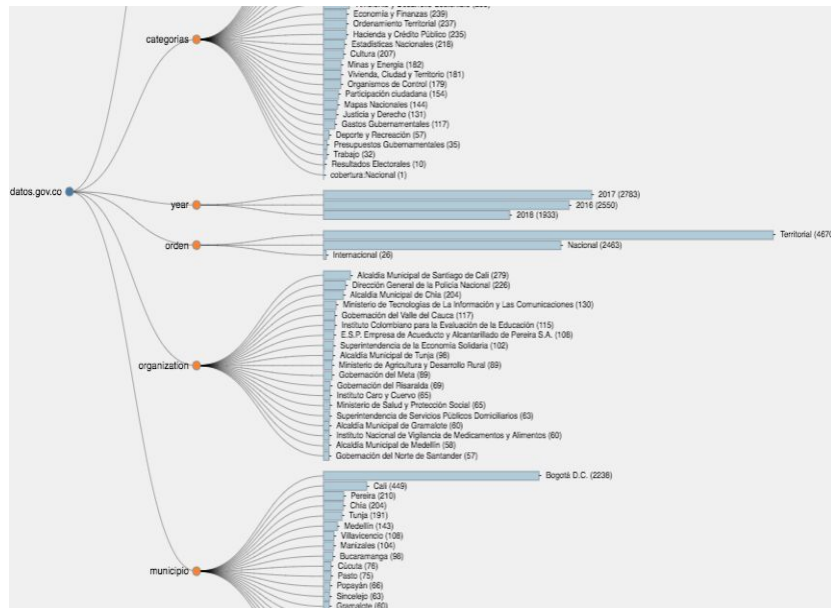 Economía y Finanzas (239)
Ordenamiento Territorial (237)
Hacienda y Crédito Público (235)
categorias
Estadísticas Nacionales (218)
Cultura (207)
Minas y Energía (182)
Vivienda, Ciudad y Territorio (181)
Organismos de Control (179)
Participación ciudadana (154)
Mapas Nacionales (144)
Justicia y Derecho (131)
Gastos Gubernamentales (117)
Deporte y Recreación (57)
Presupuestos Gubernamentales (35)
Trabajo (32)
Resultados Electorales (10)
cobertura:Nacional (1)
datos.gov.co
2017 (2783)
year
2016 (2550)
2018 (1933)
Territorial (4670
orden
Nacional (2463)
Internacional (26)
Alcaldía Municipal de Santiago de Cali (279)
Dirección General de la Policía Nacional (226)
Alcaldía Municipal de Chía (204)
Ministerio de Tecnologías de La Información y Las Comunicaciones (130)
Gobernación del Valle del Cauca (117)
Instituto Colombiano para la Evaluación de la Educación (115)
E.S.P. Empresa de Acueducto y Alcantarillado de Pereira S.A. (106)
Superintendencia de la Economía Solidaria (102)
Alcaldía Municipal de Tunja (98)
organization
Ministerio de Agricultura y Desarrollo Rural (89)
Gobernación del Meta (89)
Gobernación del Risaralda (69)
Instituto Caro y Cuervo (65)
Ministerio de Salud y Protección Social (65)
Superintendencia de Servicios Públicos Domiciliarios (63)
Alcaldía Municipal de Gramalote (60)
Instituto Nacional de Vigilancia de Medicamentos y Alimentos (60)
Alcaldía Municipal de Medellín (58)
Gobernación del Norte de Santander (57)
Bogotá D.C. (2236)
Cali (449)
Pereira (210)
Chía (204)
Tunja (191)
Medellín (143)
Villavicencio (108)
Manizales (104)
Bucaramanga (98)
Cúcuta (76)
municipio
Pasto (75)
Popayán (66)
Sincelejo (63)
Gramalote (60)